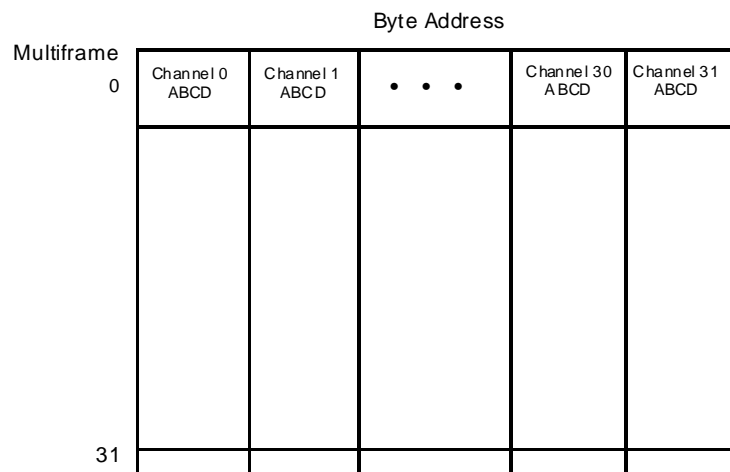 Byte Address
Multiframe
0
Channel 0
ABCD
Channel 1
ABCD
• • •
Channel 30
ABCD
Channel 31
ABCD
31